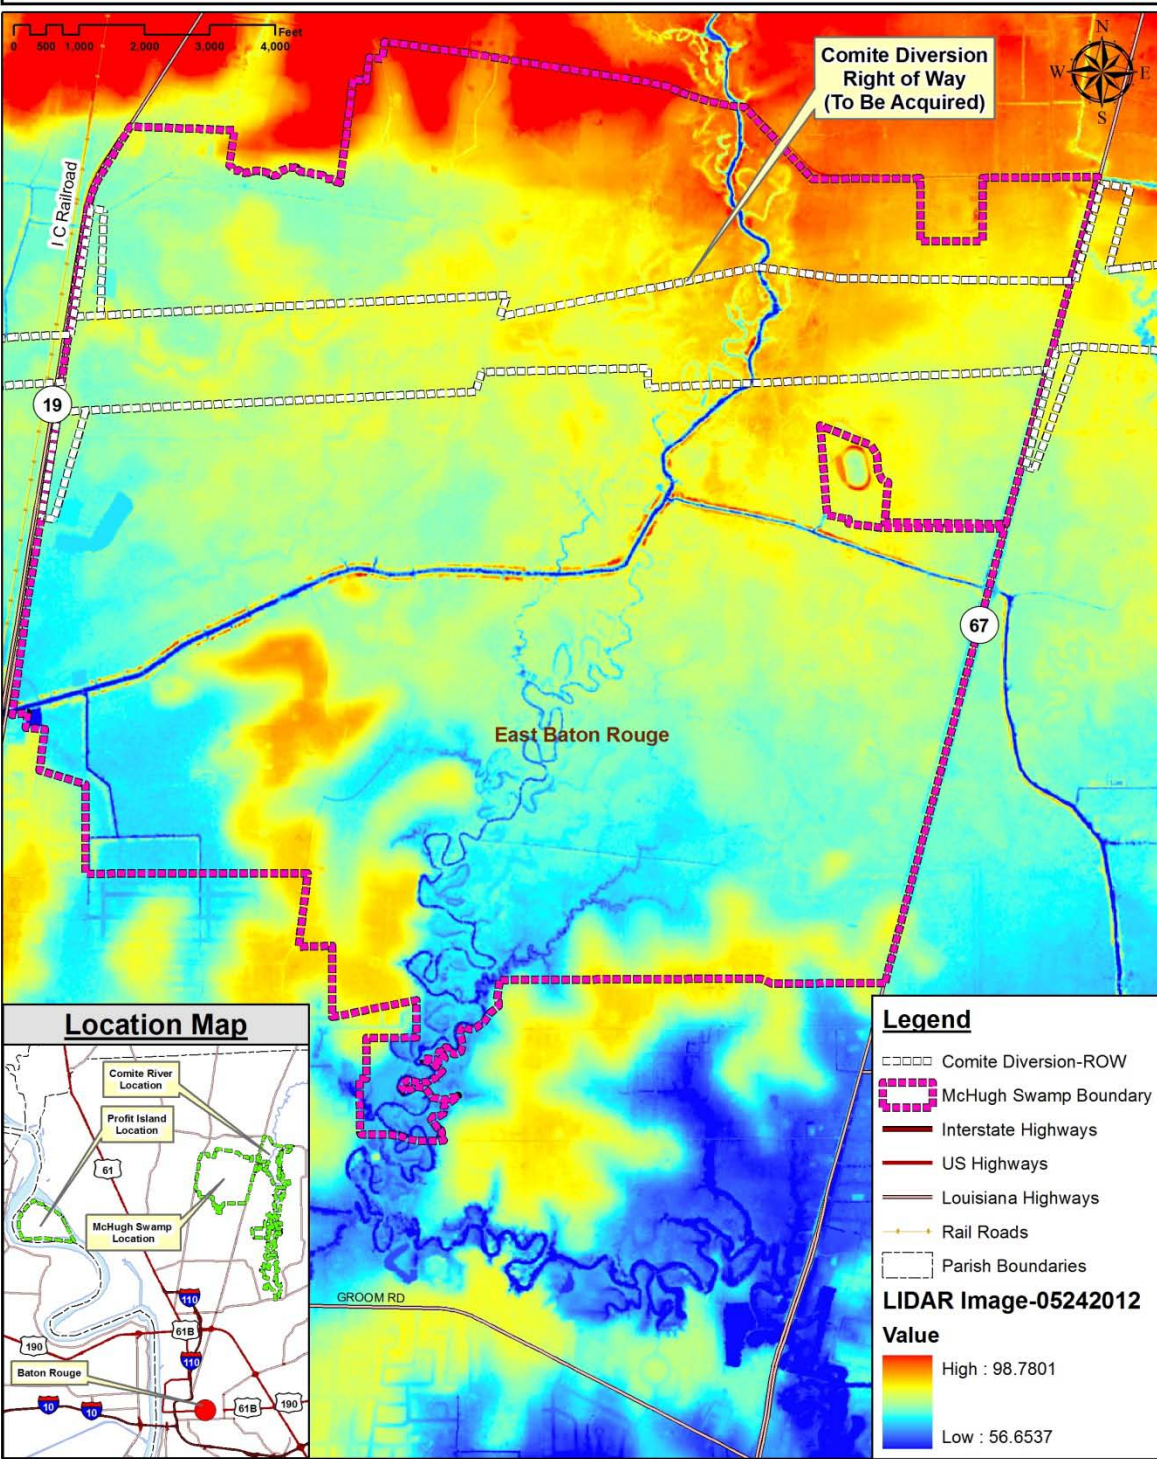 Feet
0 500 1,000 2,000 3,000 4,000
Comite Diversion
Right of Way
(To Be Acquired)
N
W E
S
I C Railroad
19
67
East Baton Rouge
GROOM RD
Location Map
Comite River
Location
Profit Island
Location
61
McHugh Swamp
Location
110
61B
190
110
Baton Rouge
10
10
61B
190
Legend
Comite Diversion-ROW
McHugh Swamp Boundary
Interstate Highways
US Highways
Louisiana Highways
Rail Roads
Parish Boundaries
LIDAR Image-05242012
Value
High : 98.7801
Low : 56.6537